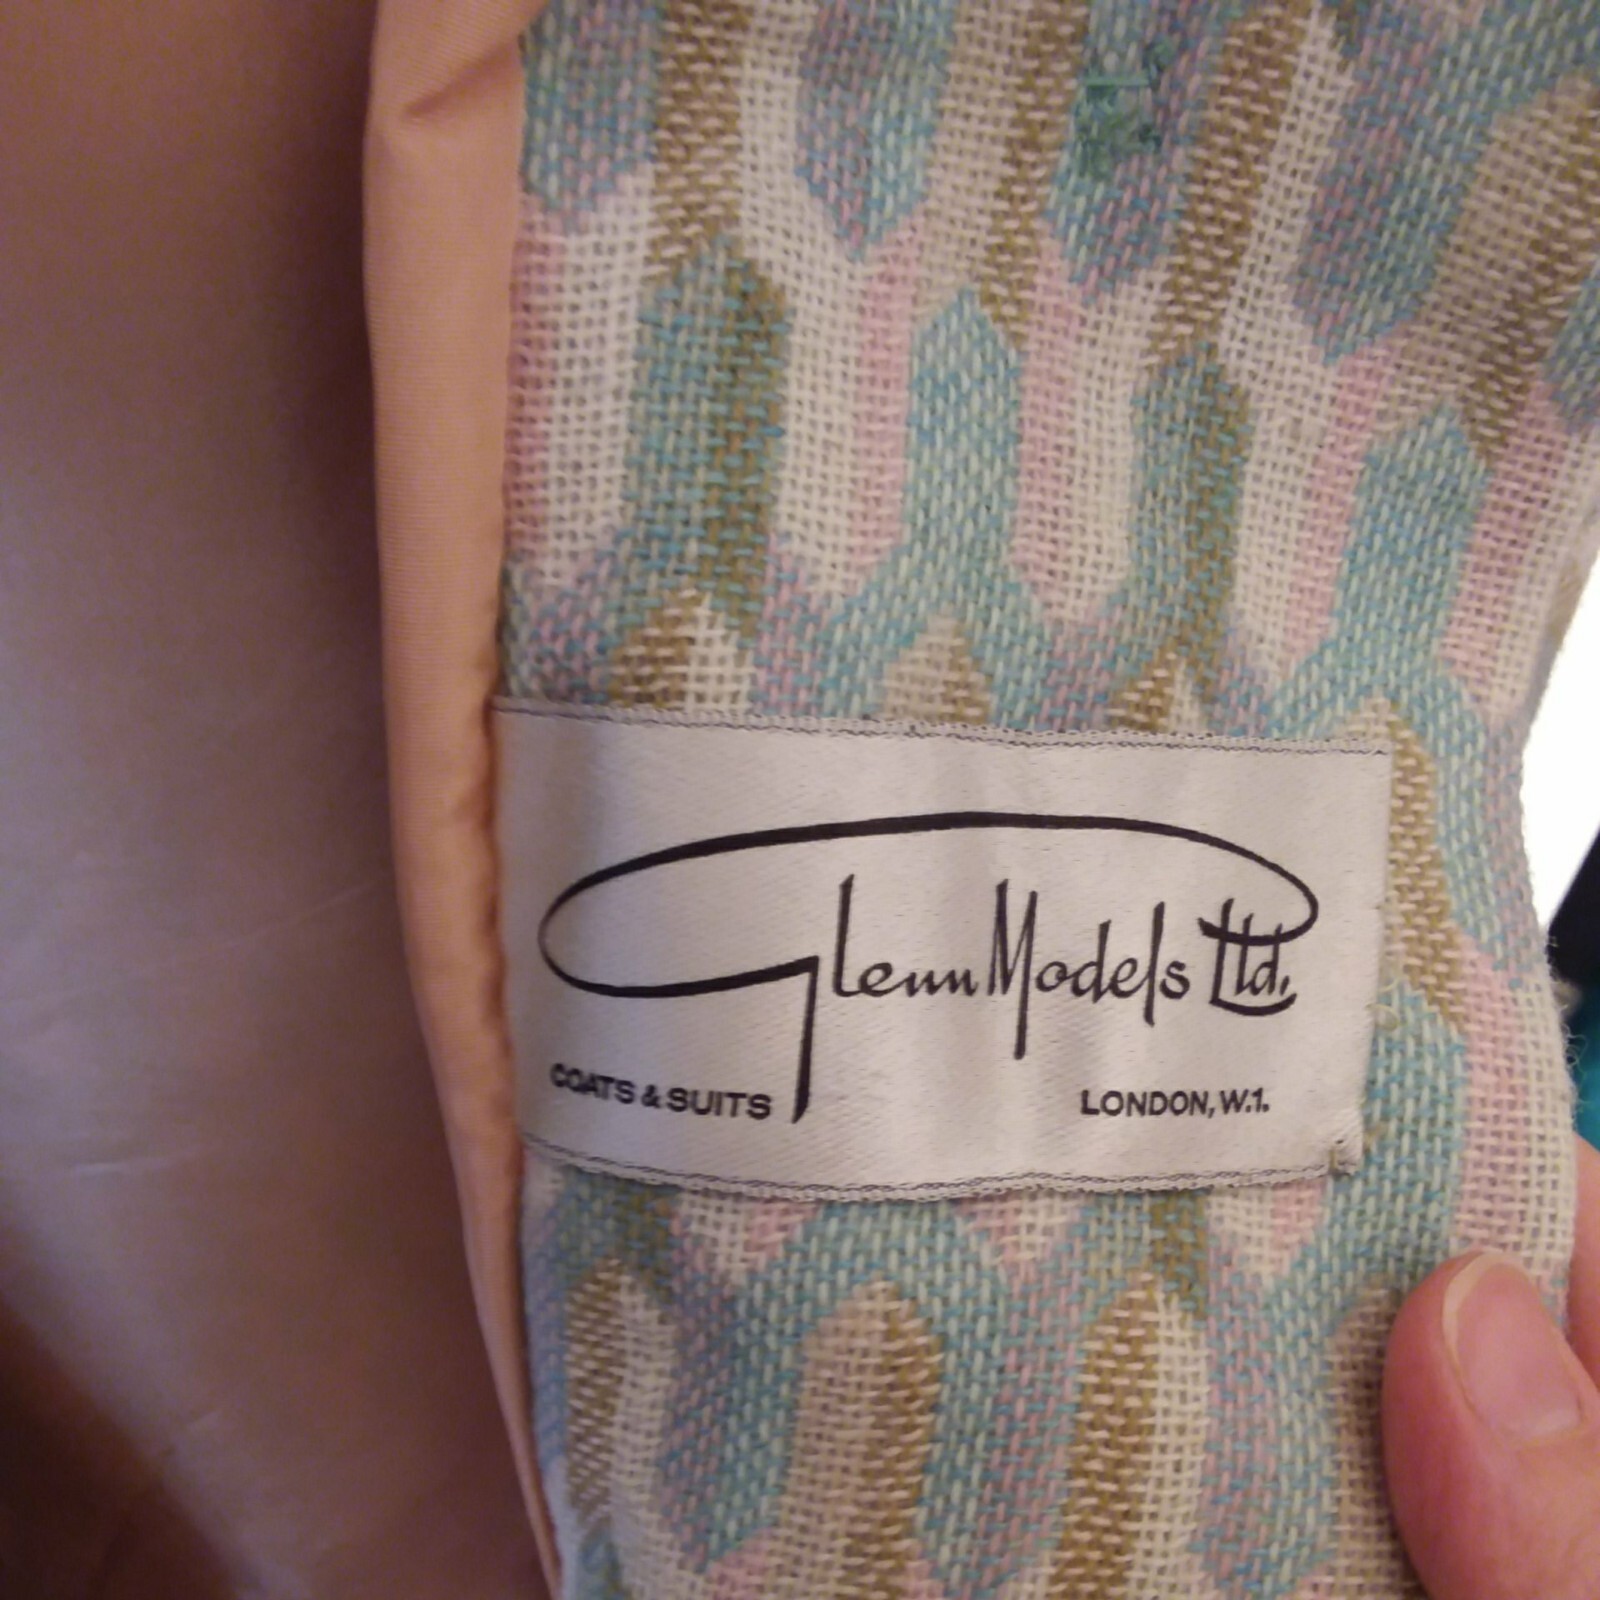 Glenn Models Ltd.
COATS & SUITS LONDON, W.1.